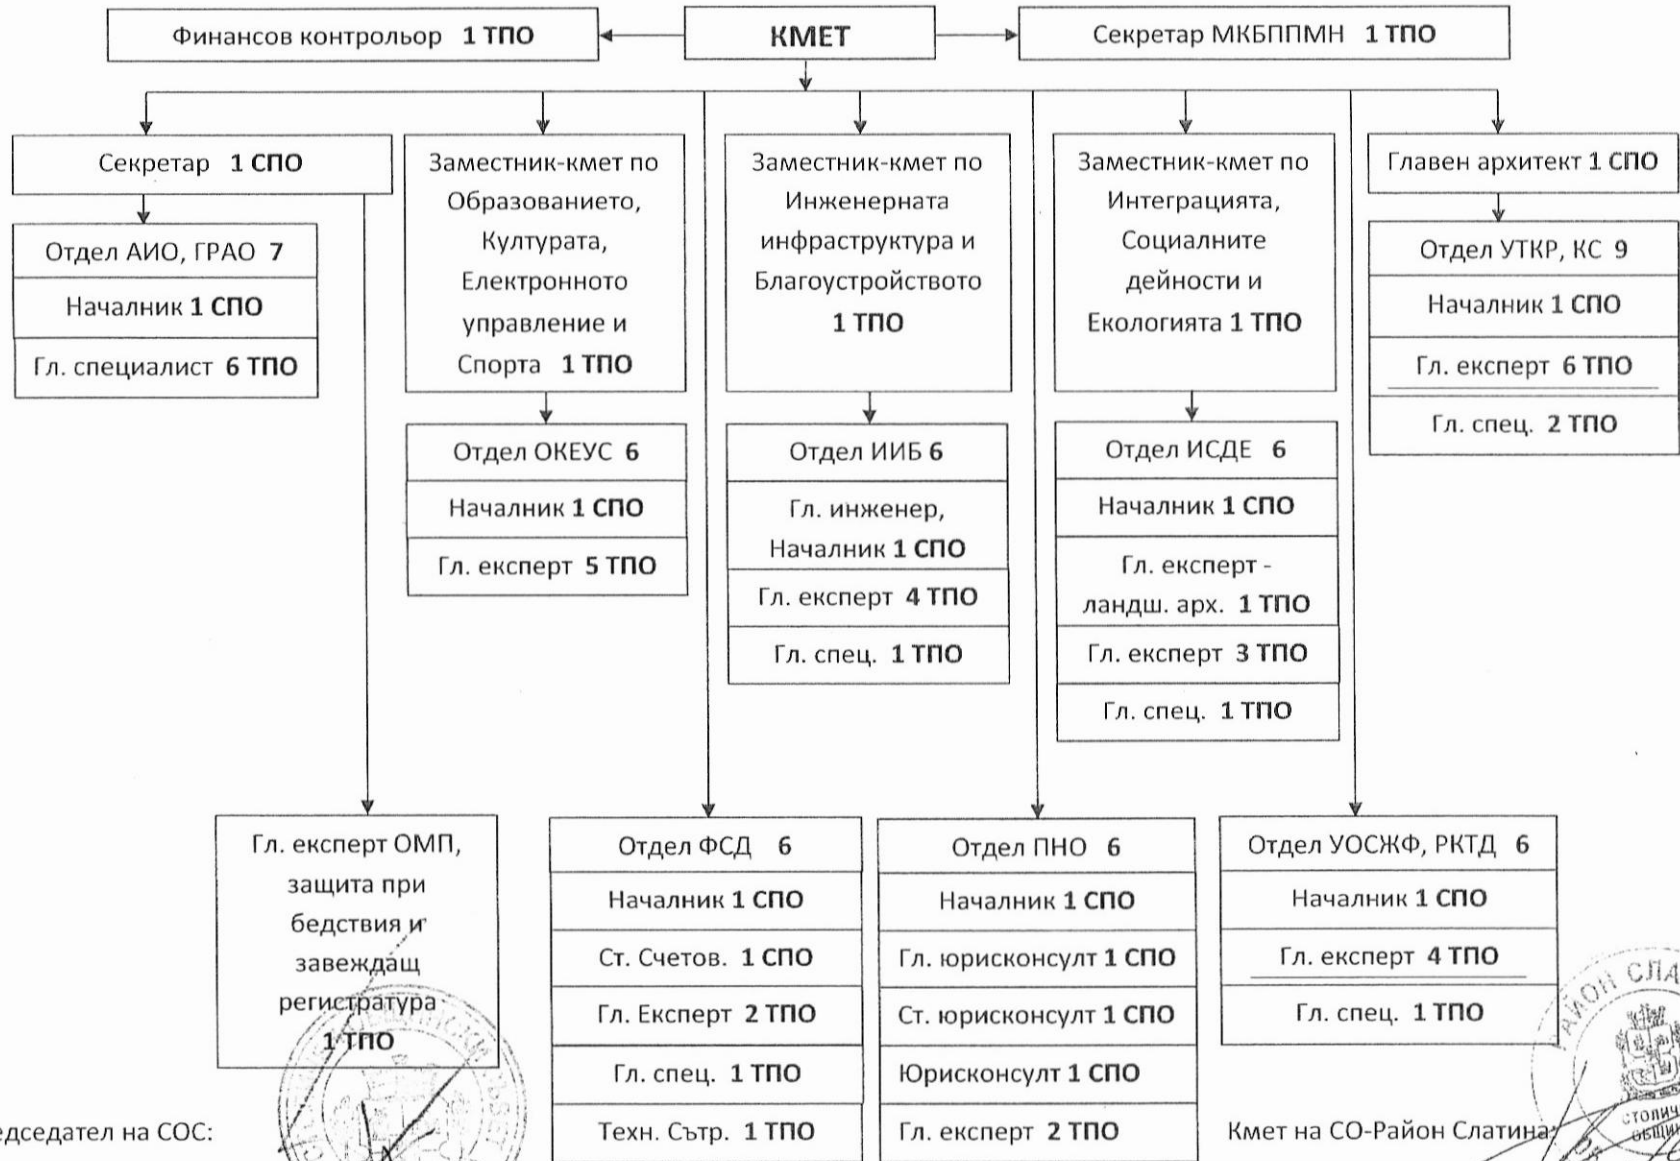 Финансов контрольор 1 ТПО
КМЕТ
Секретар МКБППМН 1 ТПО
Секретар 1 СПО
Заместник-кмет по
Образованието,
Културата,
Електронното
управление и
Спорта 1 ТПО
Заместник-кмет по
Инженерната
инфраструктура и
Благоустройството
1 ТПО
Заместник-кмет по
Интеграцията,
Социалните
дейности и
Екологията 1 ТПО
Главен архитект 1 СПО
Отдел АИО, ГРАО 7
Началник 1 СПО
Гл. специалист 6 ТПО
Отдел УТКР, КС 9
Началник 1 СПО
Гл. експерт 6 ТПО
Гл. спец. 2 ТПО
Отдел ОКЕУС 6
Началник 1 СПО
Гл. експерт 5 ТПО
Отдел ИИБ 6
Гл. инженер,
Началник 1 СПО
Гл. експерт 4 ТПО
Гл. спец. 1 ТПО
Отдел ИСДЕ 6
Началник 1 СПО
Гл. експерт -
ландш. арх. 1 ТПО
Гл. експерт 3 ТПО
Гл. спец. 1 ТПО
Гл. експерт ОМП,
защита при
бедствия и
завеждащ
регистратура
1 ТПО
Отдел ФСД 6
Началник 1 СПО
Ст. Счетов. 1 СПО
Гл. Експерт 2 ТПО
Гл. спец. 1 ТПО
Техн. Сътр. 1 ТПО
Отдел ПНО 6
Началник 1 СПО
Гл. юрисконсулт 1 СПО
Ст. юрисконсулт 1 СПО
Юрисконсулт 1 СПО
Гл. експерт 2 ТПО
Отдел УОСЖФ, РКТД 6
Началник 1 СПО
Гл. експерт 4 ТПО
Гл. спец. 1 ТПО
едседател на СОС:
Кмет на СО-Район Слатина: